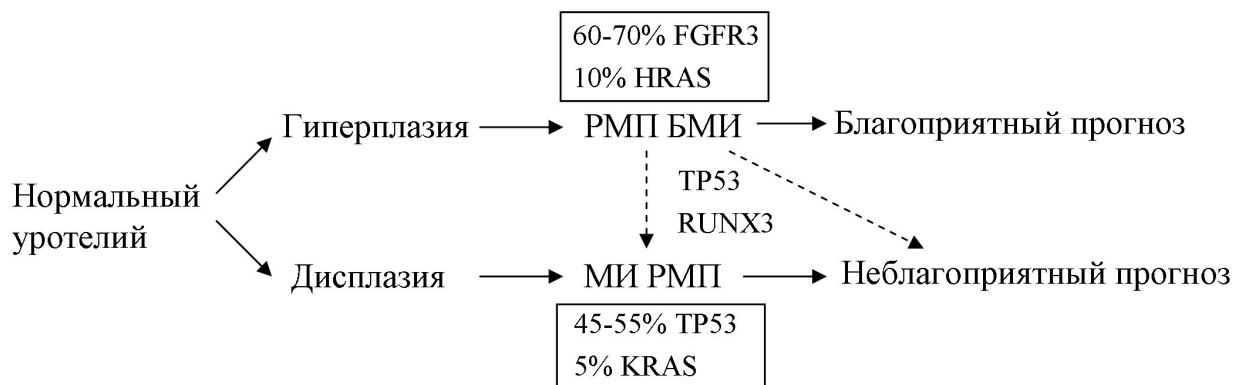 60-70% FGFR3
10% HRAS
Гиперплазия
РМП БМИ
Благоприятный прогноз
Нормальный
уротелий
TP53
RUNX3
Дисплазия
МИ РМП
Неблагоприятный прогноз
45-55% TP53
5% KRAS